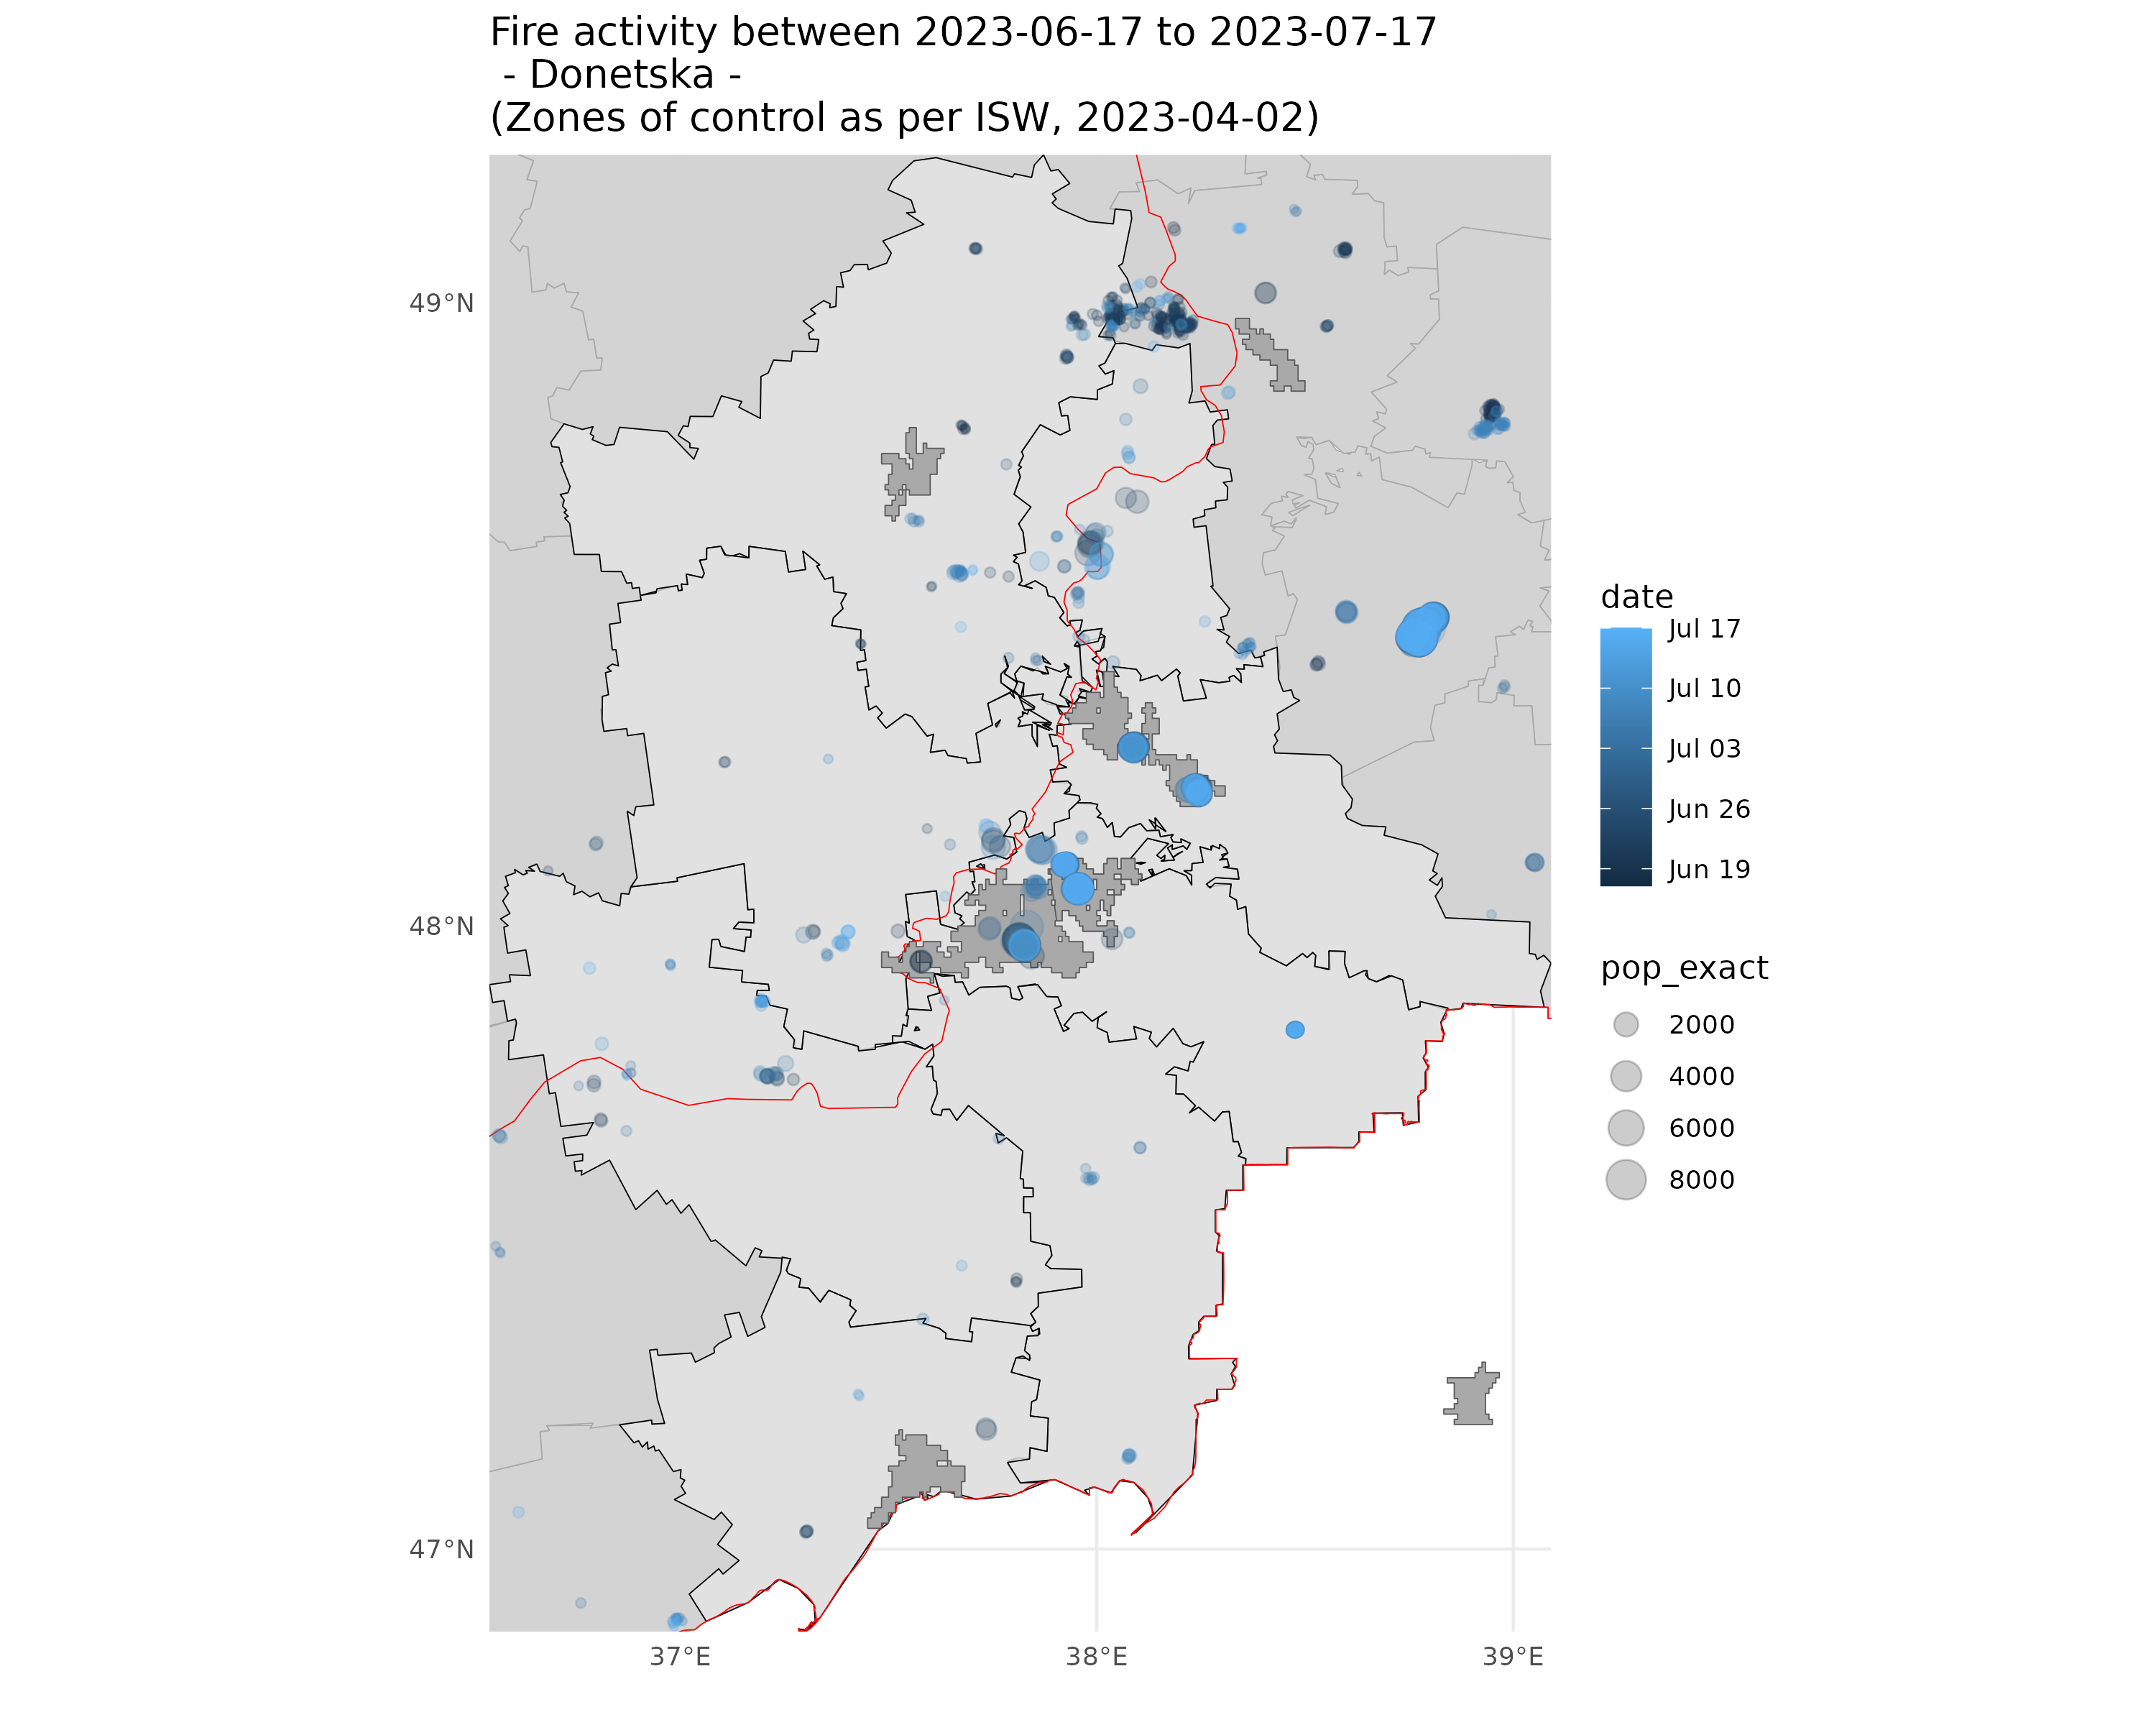 Fire activity between 2023-06-17 to 2023-07-17
- Donetska -
(Zones of control as per ISW, 2023-04-02)
49°N
48°N
47°N
37°E
38°E
39°E
date
Jul 17
Jul 10
Jul 03
Jun 26
Jun 19
pop_exact
2000
4000
6000
8000